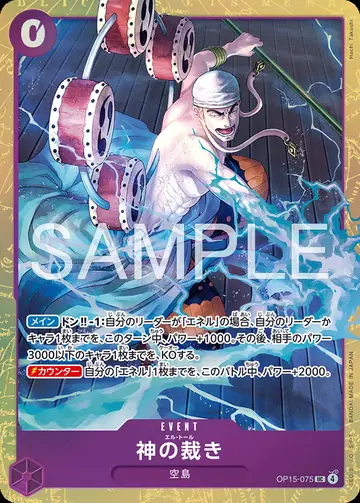 0
Hachi Takeshi
SAMPLE
メイン ドン!!-1:自分のリーダーが「エネル」の場合、自分のリーダーか
キャラ1枚までを、このターン中、パワー+1000。その後、相手のパワー
3000以下のキャラ1枚までを、KOする。
カウンター 自分の「エネル」1枚までを、このバトル中、パワー+2000。
EVENT
エル・トール
神の裁き
空島
OP15-075 UC 4